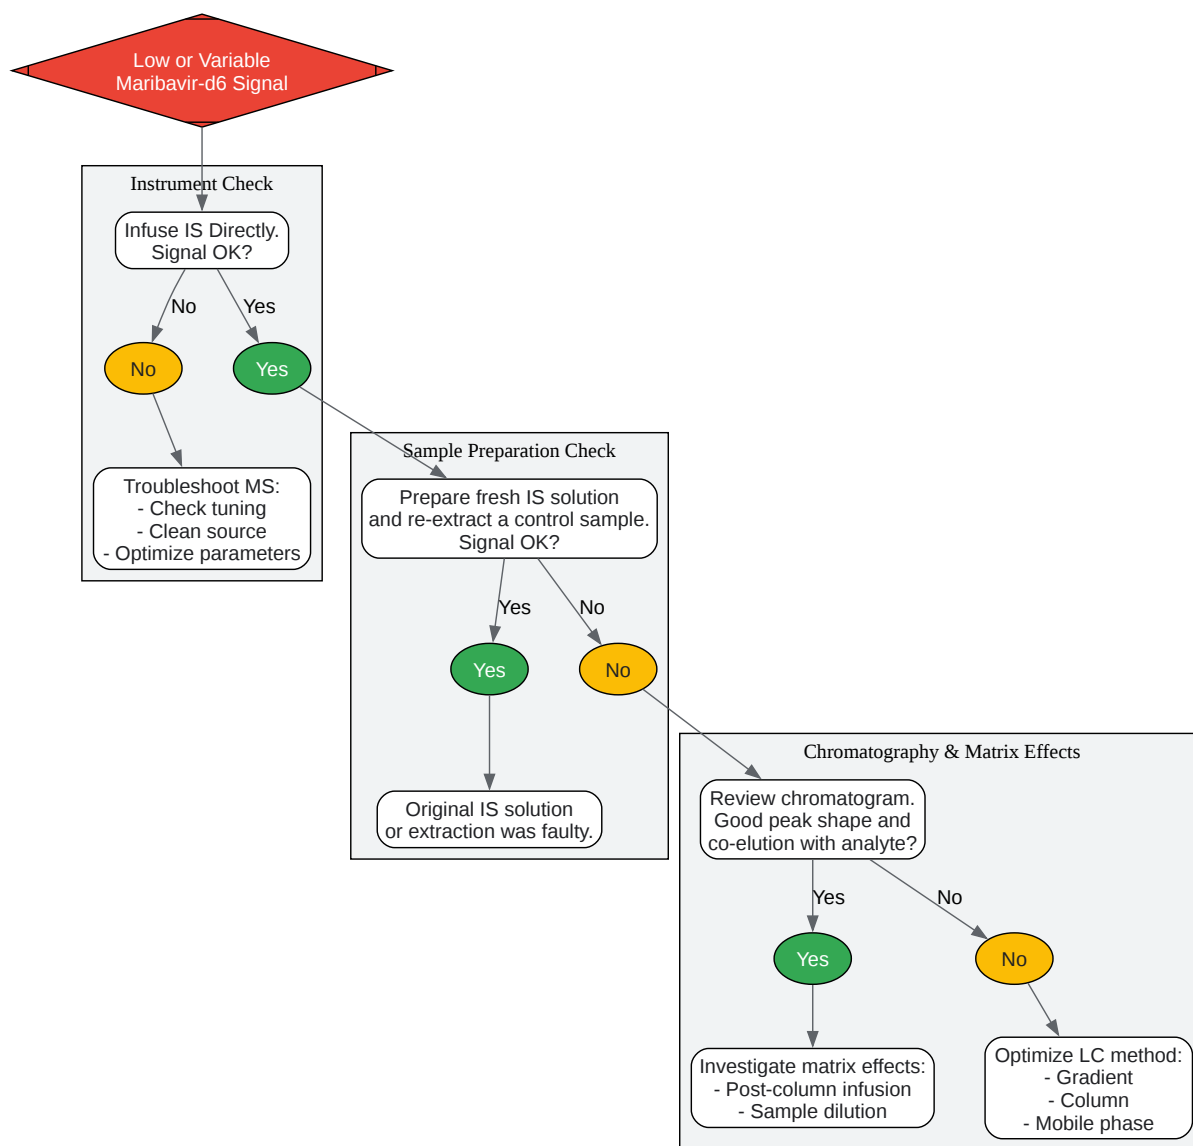 Low or Variable
Maribavir-d6 Signal
Instrument Check
Infuse IS Directly.
Signal OK?
No
Yes
No
Yes
Troubleshoot MS:
- Check tuning
- Clean source
- Optimize parameters
Sample Preparation Check
Prepare fresh IS solution
and re-extract a control sample.
Signal OK?
Yes
No
Yes
No
Original IS solution
or extraction was faulty.
Chromatography & Matrix Effects
Review chromatogram.
Good peak shape and
co-elution with analyte?
Yes
No
Yes
No
Investigate matrix effects:
- Post-column infusion
- Sample dilution
Optimize LC method:
- Gradient
- Column
- Mobile phase